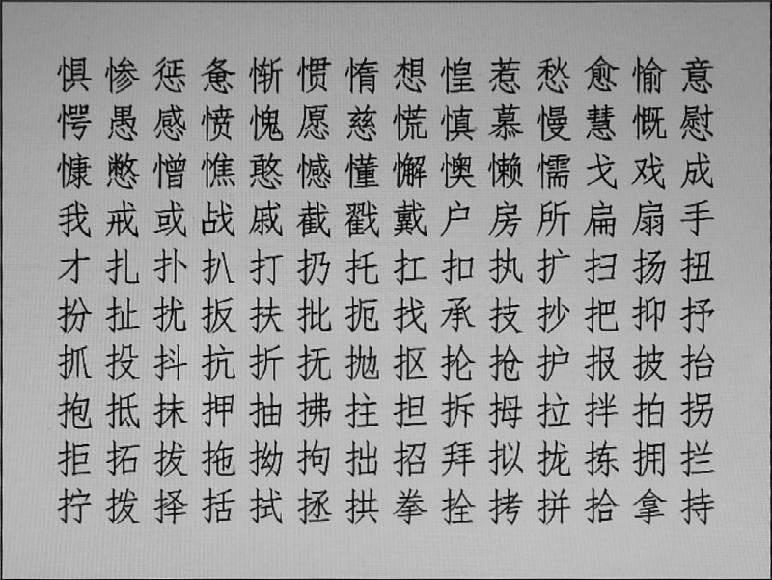 惧惨惩惫惭惯惰想惶惹愁愈愉意
愕愚感愤愧愿慈慌慎慕慢慧慨慰
慷憋憎憔憨憾懂懈懊懒懦戈戏成
我戒或战戚截戳戴户房所扁扇手
才扎扑扒打扔托扛扣执扩扫扬扭
扮扯扰扳扶批扼找承技抄把抑抒
抓投抖抗折抚抛抠抡抢护报披抬
抱抵抹押抽拂拄担拆拇拉拌拍拐
拒拓拔拖拗拘拙招拜拟拢拣拥拦
拧拨择括拭拯拱拳拴拷拼拾拿持